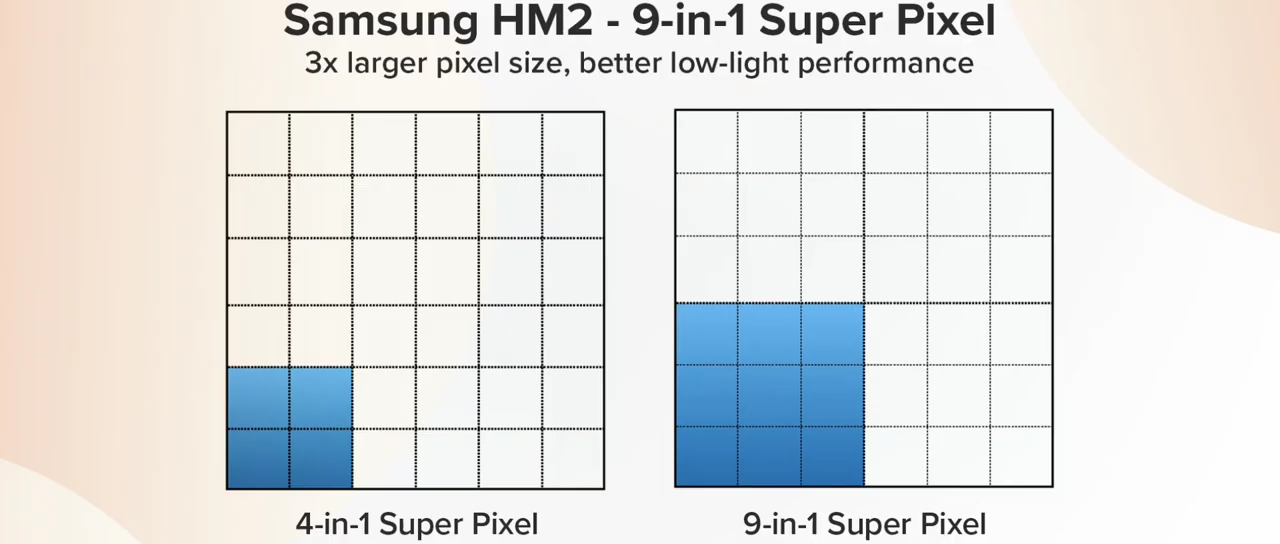 Samsung HM2 - 9-in-1 Super Pixel
3x larger pixel size, better low-light performance
4-in-1 Super Pixel
9-in-1 Super Pixel